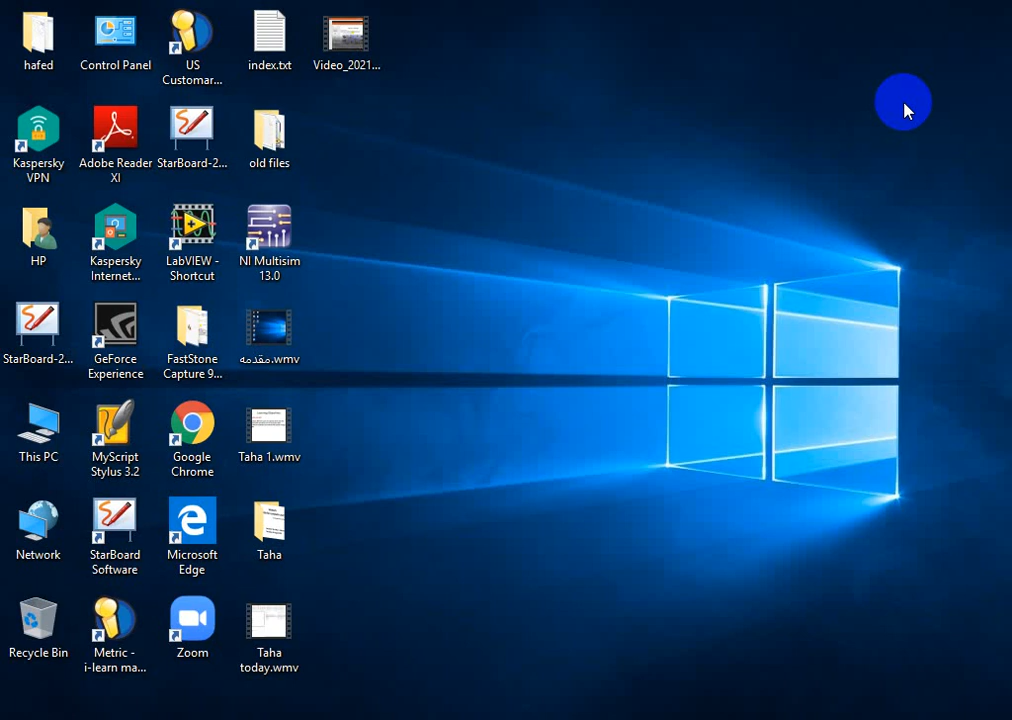 hafed
Control Panel
US
Customar...
index.txt
Video_2021...
Kaspersky
VPN
Adobe Reader
XI
StarBoard-2...
old files
HP
Kaspersky
Internet...
LabVIEW -
Shortcut
NI Multisim
13.0
StarBoard-2...
GeForce
Experience
FastStone
Capture 9...
مقدمه.wmv
This PC
MyScript
Stylus 3.2
Google
Chrome
Taha 1.wmv
Network
StarBoard
Software
Microsoft
Edge
Taha
Recycle Bin
Metric -
i-learn ma...
Zoom
Taha
today.wmv